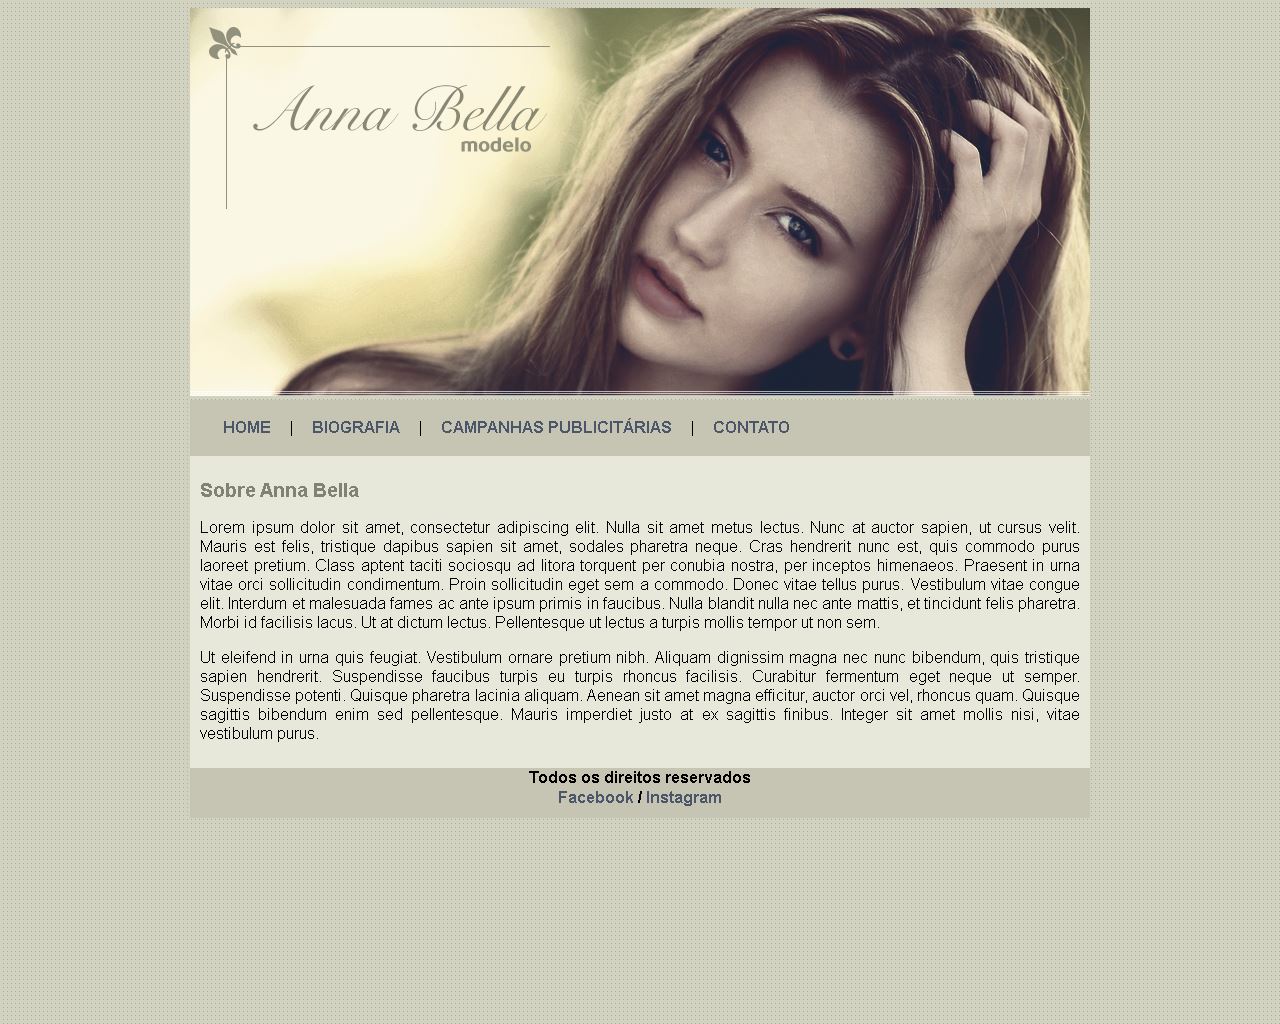 Anna Bella
modelo
HOME | BIOGRAFIA | CAMPANHAS PUBLICITÁRIAS | CONTATO
Sobre Anna Bella
Lorem ipsum dolor sit amet, consectetur adipiscing elit. Nulla sit amet metus lectus. Nunc at auctor sapien, ut cursus velit.
Mauris est felis, tristique dapibus sapien sit amet, sodales pharetra neque. Cras hendrerit nunc est, quis commodo purus
laoreet pretium. Class aptent taciti sociosqu ad litora torquent per conubia nostra, per inceptos himenaeos. Praesent in urna
vitae orci sollicitudin condimentum. Proin sollicitudin eget sem a commodo. Donec vitae tellus purus. Vestibulum vitae congue
elit. Interdum et malesuada fames ac ante ipsum primis in faucibus. Nulla blandit nulla nec ante mattis, et tincidunt felis pharetra.
Morbi id facilisis lacus. Ut at dictum lectus. Pellentesque ut lectus a turpis mollis tempor ut non sem.
Ut eleifend in urna quis feugiat. Vestibulum ornare pretium nibh. Aliquam dignissim magna nec nunc bibendum, quis tristique
sapien hendrerit. Suspendisse faucibus turpis eu turpis rhoncus facilisis. Curabitur fermentum eget neque ut semper.
Suspendisse potenti. Quisque pharetra lacinia aliquam. Aenean sit amet magna efficitur, auctor orci vel, rhoncus quam. Quisque
sagittis bibendum enim sed pellentesque. Mauris imperdiet justo at ex sagittis finibus. Integer sit amet mollis nisi, vitae
vestibulum purus.
Todos os direitos reservados
Facebook / Instagram